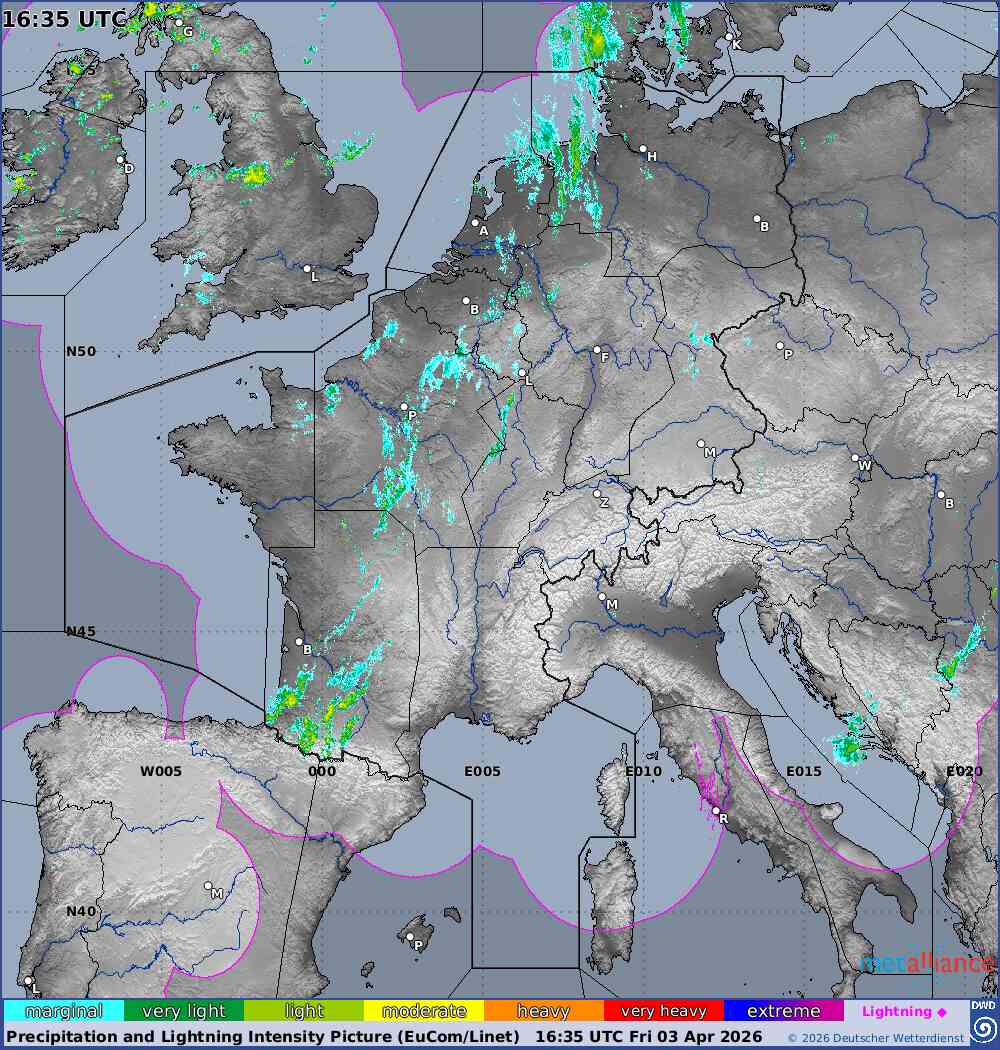 16:35 UTC
G
K
N55
D
H
A
B
L
B
N50
F
P
L
P
M
W
Z
B
M
N45
B
W005
000
E005
E010
E015
E020
R
M
N40
P
metalliance
L
marginal very light light moderate heavy very heavy extreme Lightning ◆
DWD
Precipitation and Lightning Intensity Picture (EuCom/Linet) 16:35 UTC Fri 03 Apr 2026 © 2026 Deutscher Wetterdienst